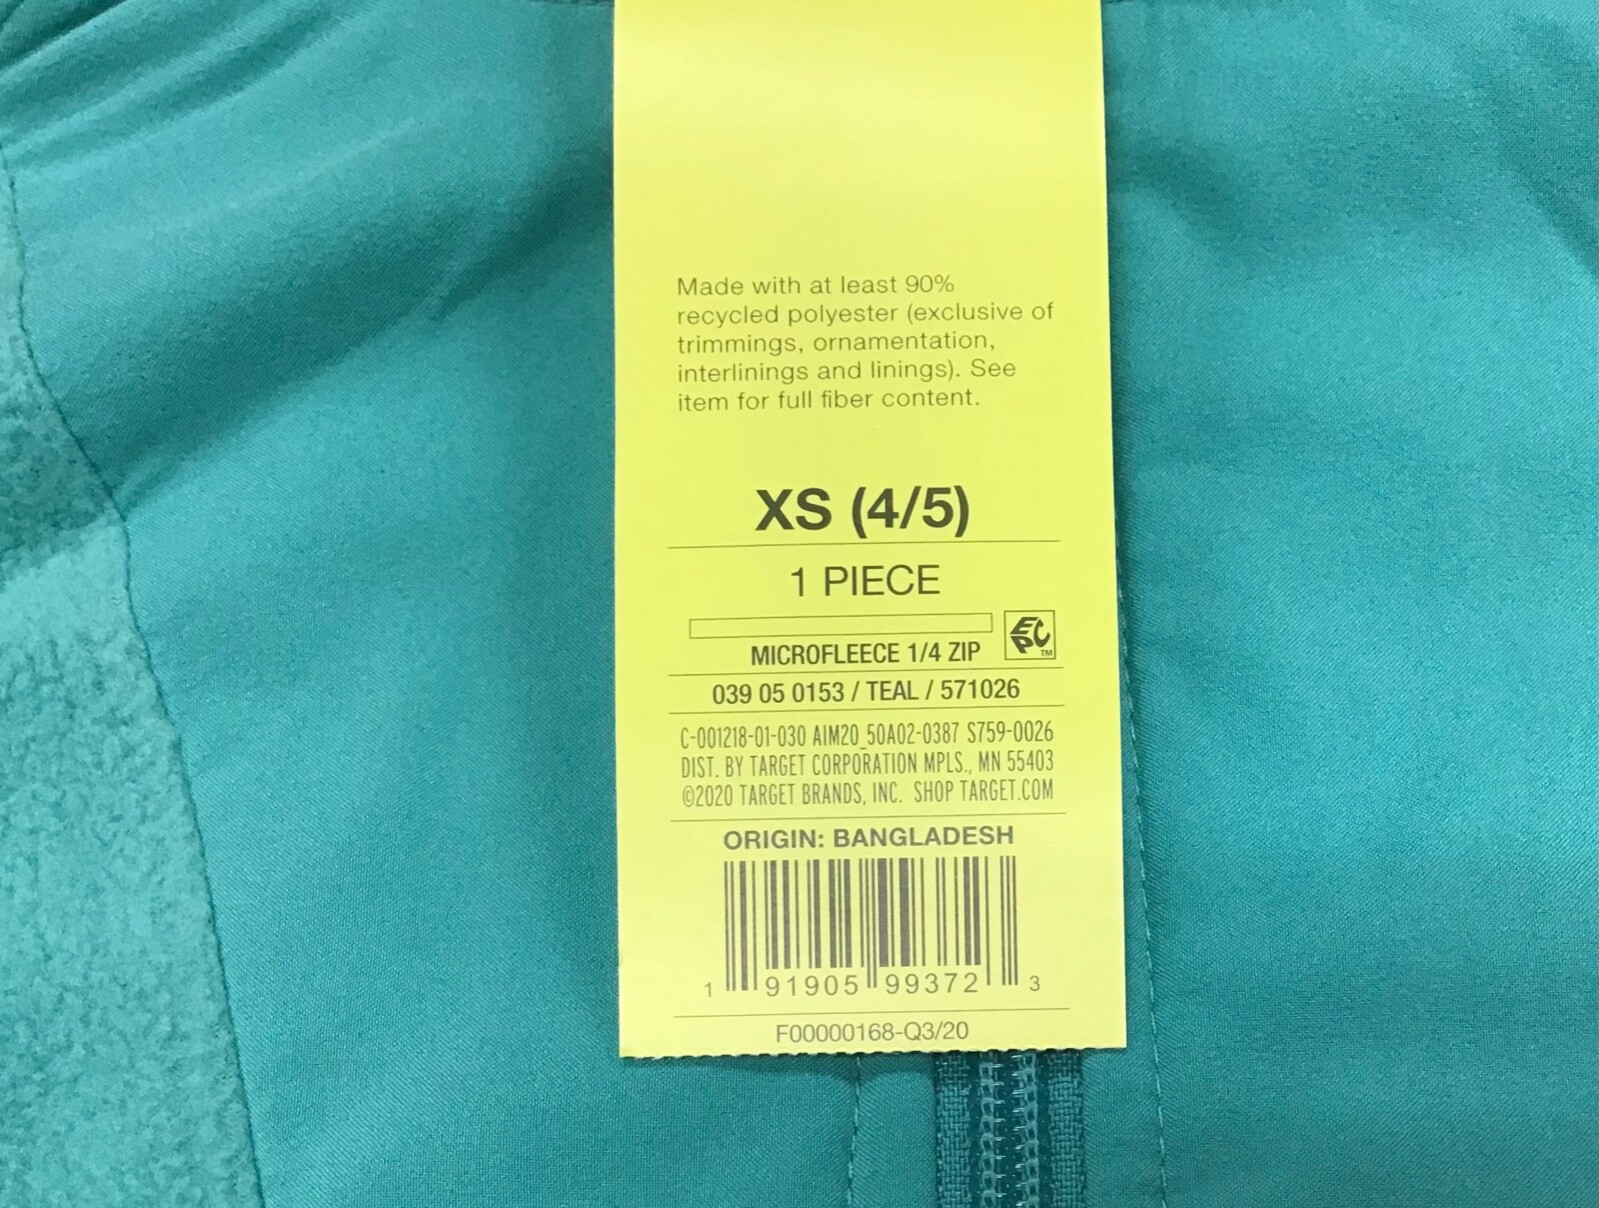 Made with at least 90%
recycled polyester (exclusive of
trimmings, ornamentation,
interlinings and linings). See
item for full fiber content.
XS (4/5)
1 PIECE
EPC™
MICROFLEECE 1/4 ZIP
039 05 0153 / TEAL / 571026
C-001218-01-030 AIM20_50A02-0387 S759-0026
DIST. BY TARGET CORPORATION MPLS., MN 55403
©2020 TARGET BRANDS, INC. SHOP TARGET.COM
ORIGIN: BANGLADESH
1 91905 99372 3
F00000168-Q3/20